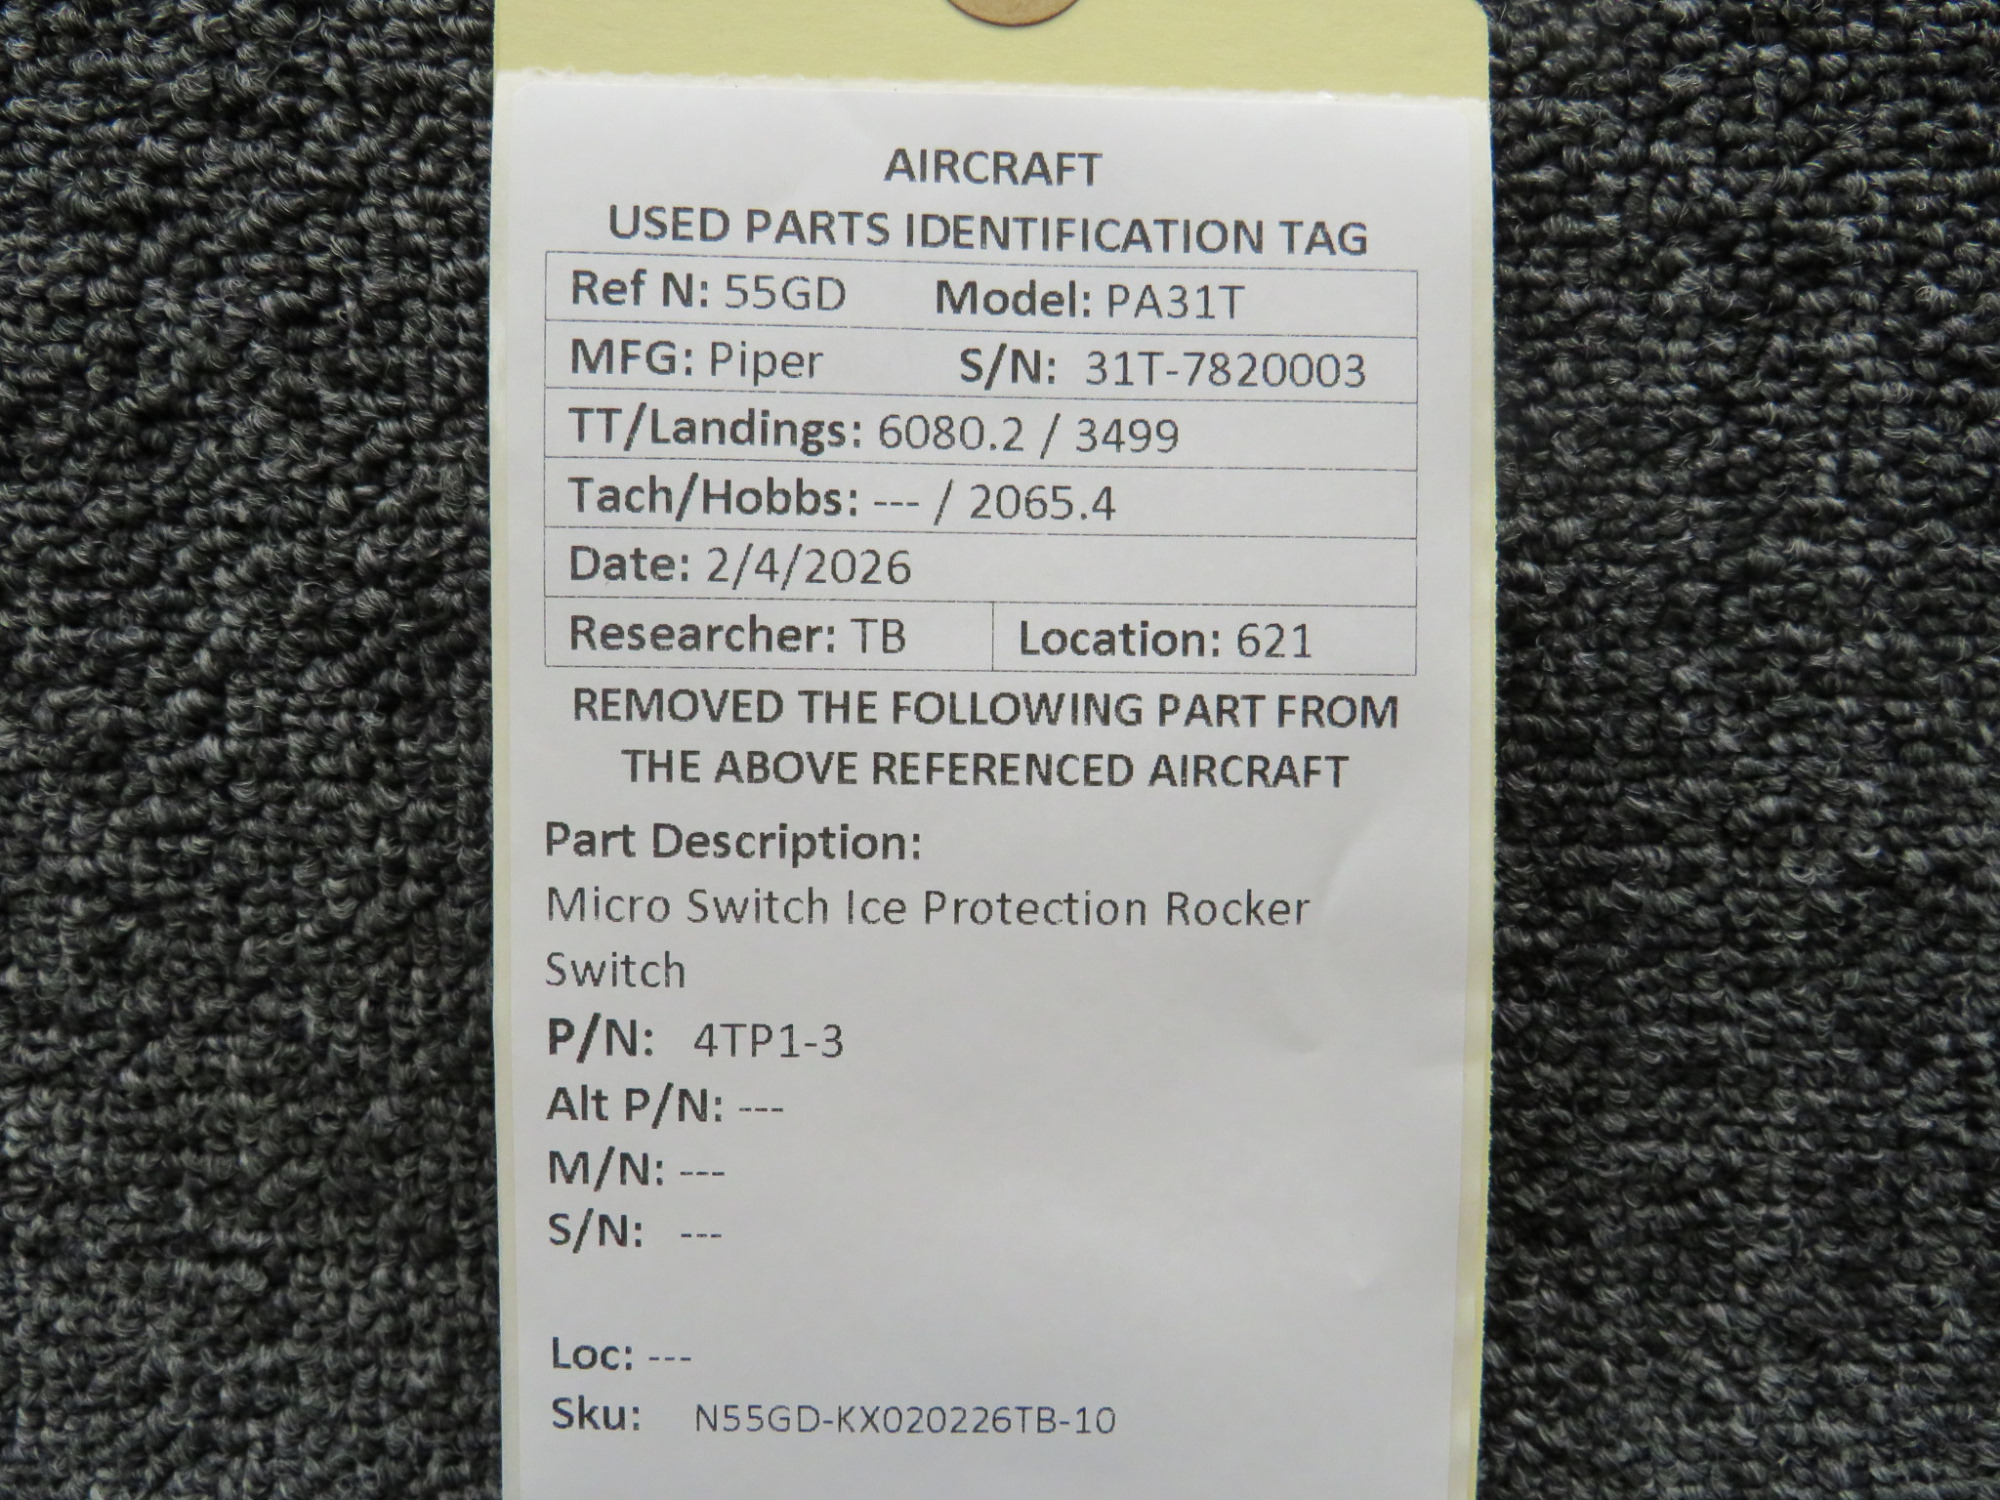 AIRCRAFT
USED PARTS IDENTIFICATION TAG
Ref N: 55GD Model: PA31T
MFG: Piper S/N: 31T-7820003
TT/Landings: 6080.2 / 3499
Tach/Hobbs: --- / 2065.4
Date: 2/4/2026
Researcher: TB Location: 621
REMOVED THE FOLLOWING PART FROM
THE ABOVE REFERENCED AIRCRAFT
Part Description:
Micro Switch Ice Protection Rocker
Switch
P/N: 4TP1-3
Alt P/N: ---
M/N: ---
S/N: ---
Loc: ---
Sku: N55GD-KX020226TB-10